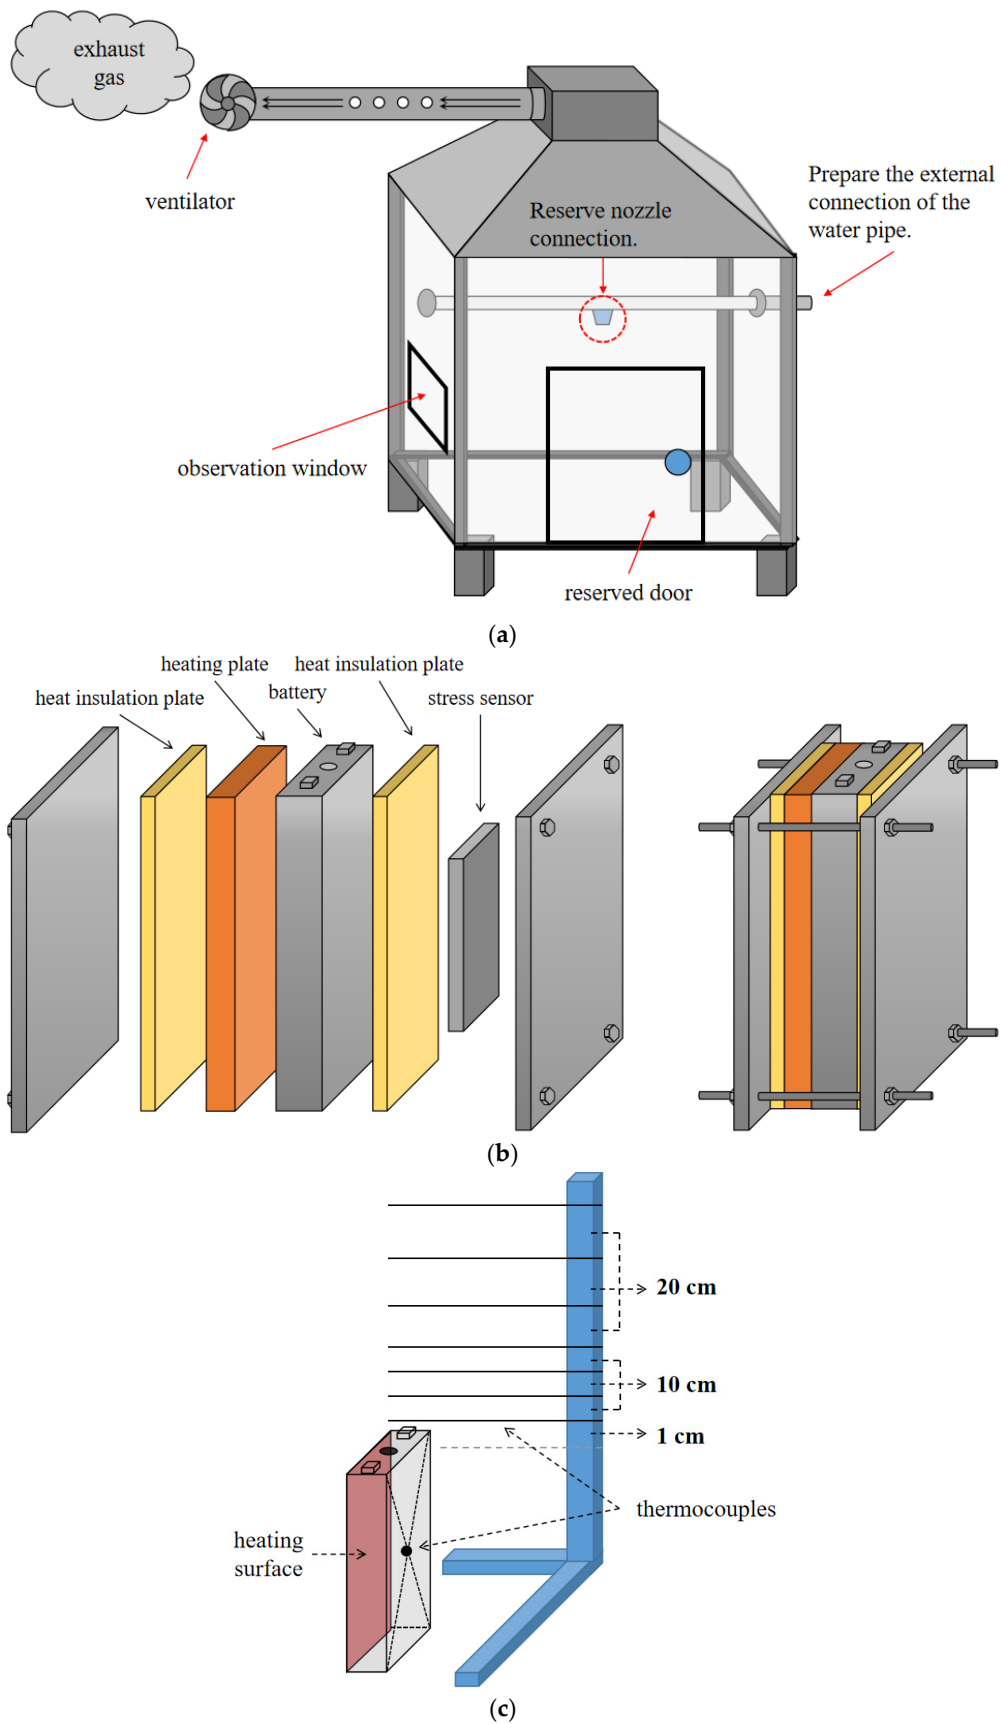 exhaust
gas
ventilator
Reserve nozzle
connection.
Prepare the external
connection of the
water pipe.
observation window
reserved door
(a)
heating plate
heat insulation plate
heat insulation plate
battery
stress sensor
(b)
20 cm
10 cm
1 cm
thermocouples
heating
surface
(c)